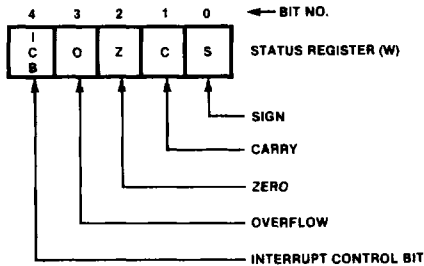 4 3 2 1 0 BIT NO.
I
C
B O Z C S STATUS REGISTER (W)
SIGN
CARRY
ZERO
OVERFLOW
INTERRUPT CONTROL BIT